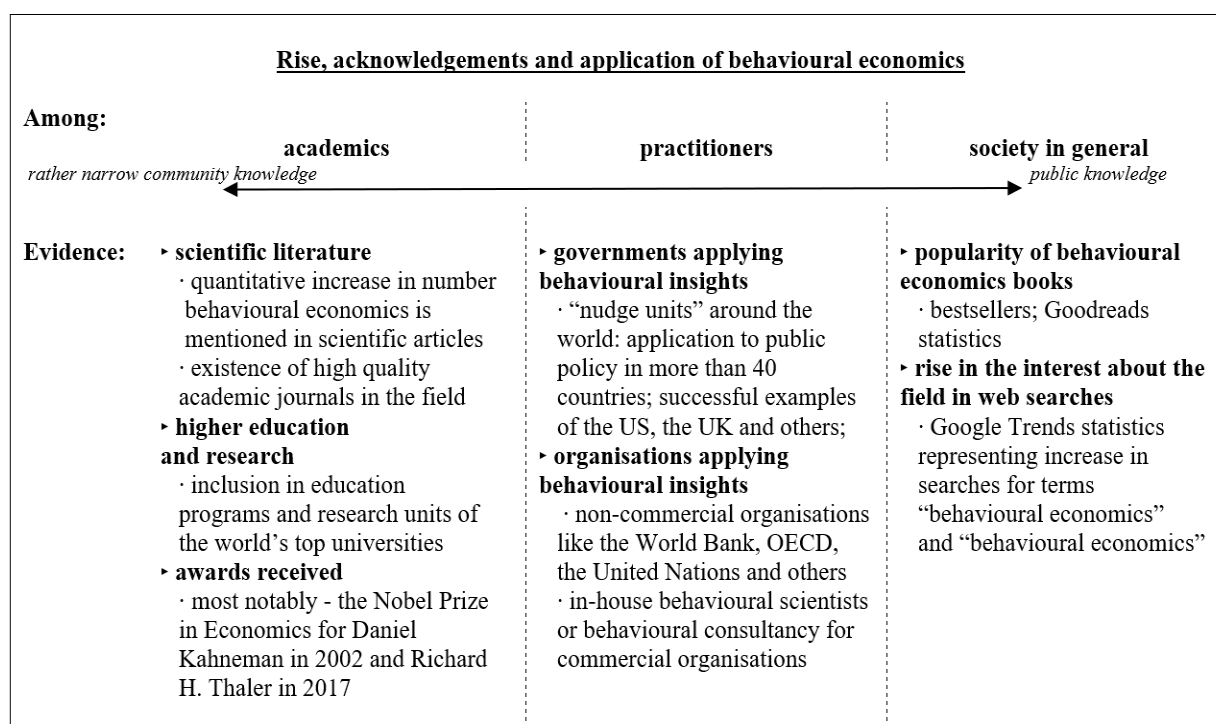 Rise, acknowledgements and application of behavioural economics
Among:
academics
practitioners
society in general
rather narrow community knowledge
public knowledge
Evidence:
‣ scientific literature
· quantitative increase in number
behavioural economics is
mentioned in scientific articles
· existence of high quality
academic journals in the field
‣ higher education
and research
· inclusion in education
programs and research units of
the world's top universities
‣ awards received
· most notably - the Nobel Prize
in Economics for Daniel
Kahneman in 2002 and Richard
H. Thaler in 2017
‣ governments applying
behavioural insights
· “nudge units” around the
world: application to public
policy in more than 40
countries; successful examples
of the US, the UK and others;
‣ organisations applying
behavioural insights
· non-commercial organisations
like the World Bank, OECD,
the United Nations and others
· in-house behavioural scientists
or behavioural consultancy for
commercial organisations
‣ popularity of behavioural
economics books
· bestsellers; Goodreads
statistics
‣ rise in the interest about the
field in web searches
· Google Trends statistics
representing increase in
searches for terms
“behavioural economics”
and “behavioural economics”